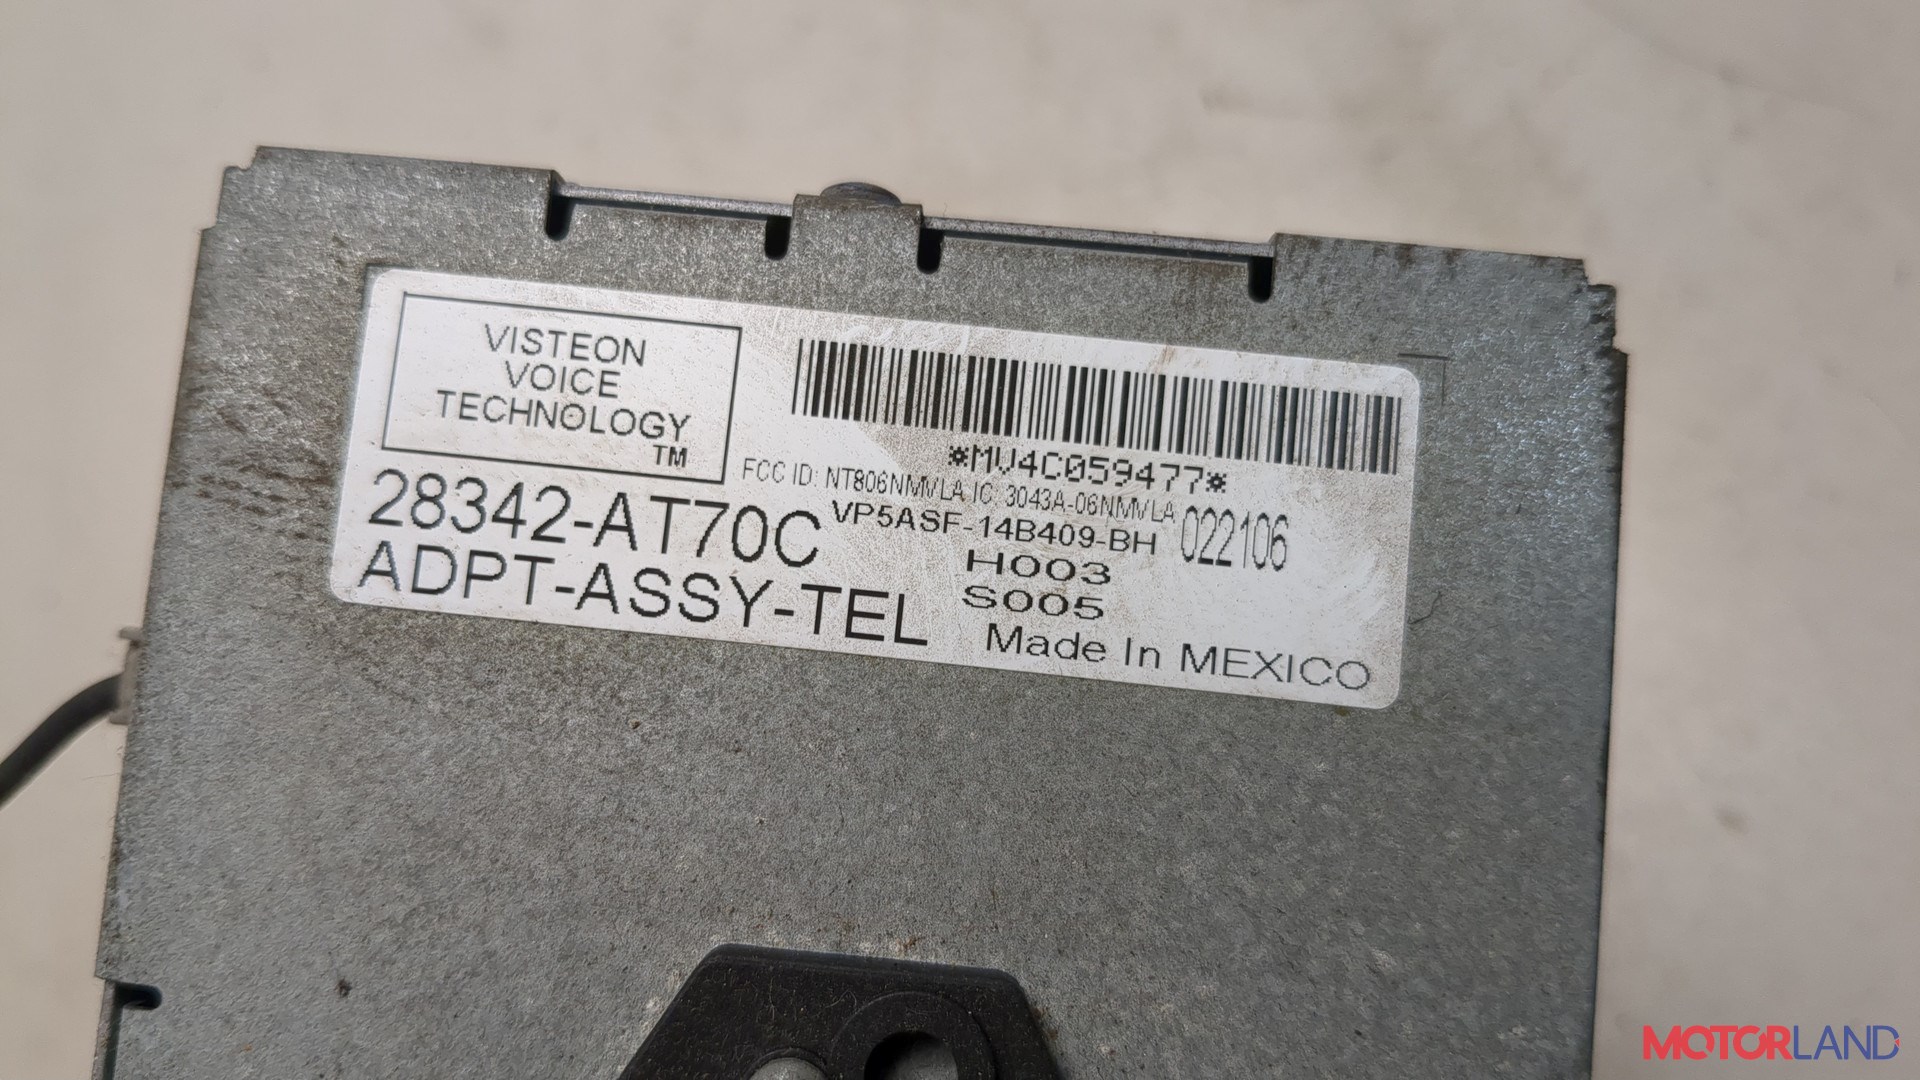 VISTEON
VOICE
TECHNOLOGY
TM
*MV4C059477*
FCC ID: NT806NMVLA IC: 3043A-06NMVLA
28342-AT70C
VP5ASF-14B409-BH
022106
H003
ADPT-ASSY-TEL
S005
Made In MEXICO
MOTORLAND